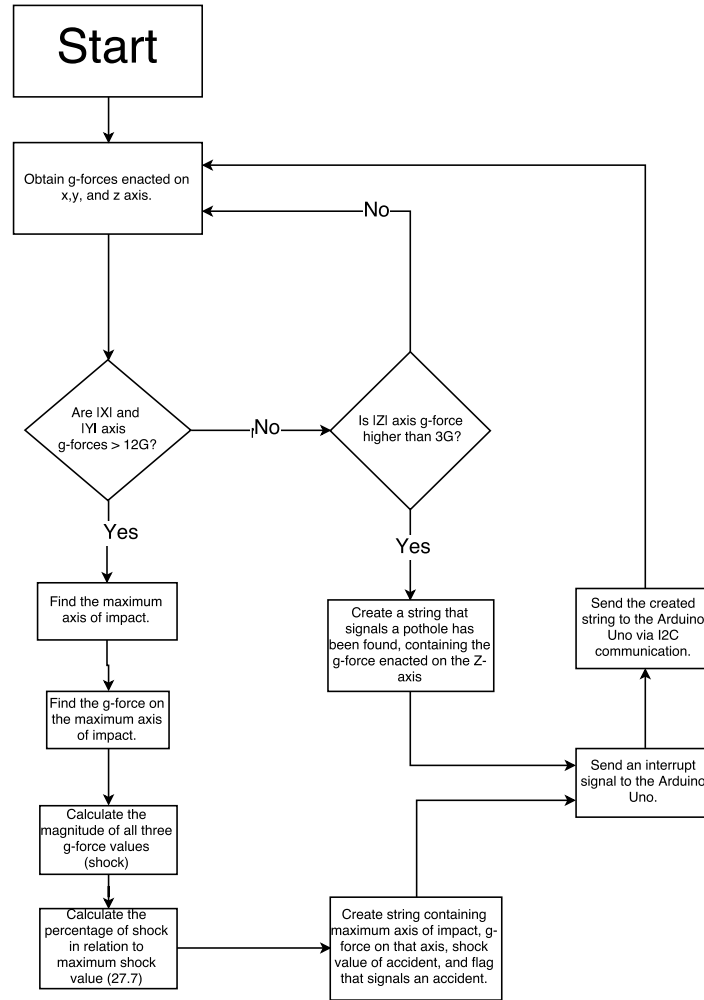 Start
Obtain g-forces enacted on
x,y, and z axis.
No
Are |X| and
|Y| axis
g-forces > 12G?
No
Is |Z| axis g-force
higher than 3G?
Yes
Yes
Find the maximum
axis of impact.
Create a string that
signals a pothole has
been found, containing the
g-force enacted on the Z-
axis
Send the created
string to the Arduino
Uno via I2C
communication.
Find the g-force on
the maximum axis
of impact.
Send an interrupt
signal to the Arduino
Uno.
Calculate the
magnitude of all three
g-force values
(shock)
Calculate the
percentage of shock
in relation to
maximum shock
value (27.7)
Create string containing
maximum axis of impact, g-
force on that axis, shock
value of accident, and flag
that signals an accident.